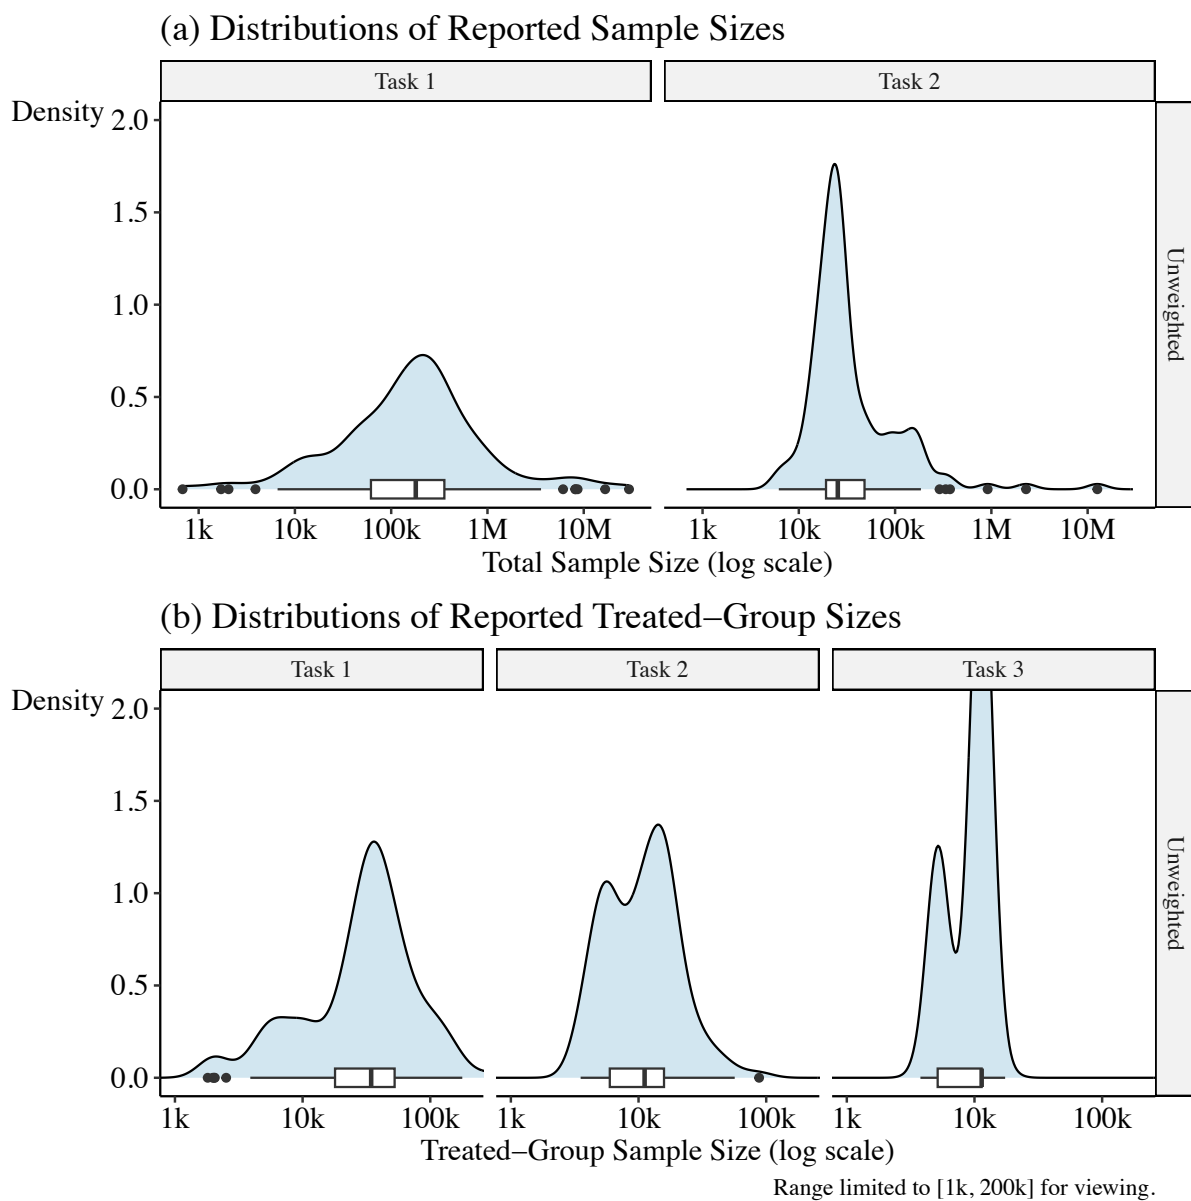 (a) Distributions of Reported Sample Sizes
Task 1
Task 2
Density
2.0
1.5
1.0
0.5
0.0
Unweighted
1k 10k 100k 1M 10M
1k 10k 100k 1M 10M
Total Sample Size (log scale)
(b) Distributions of Reported Treated−Group Sizes
Task 1
Task 2
Task 3
Density
2.0
1.5
1.0
0.5
0.0
Unweighted
1k 10k 100k
1k 10k 100k
1k 10k 100k
Treated−Group Sample Size (log scale)
Range limited to [1k, 200k] for viewing.